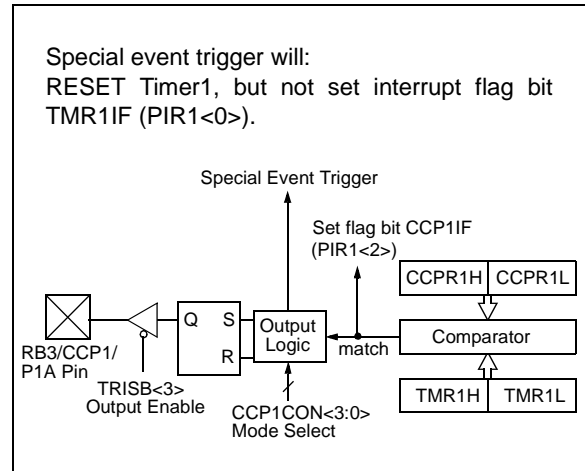 Special event trigger will:
RESET Timer1, but not set interrupt flag bit
TMR1IF (PIR1<0>).
Special Event Trigger
Set flag bit CCP1IF
(PIR1<2>)
CCPR1H CCPR1L
Q S
R
Output
Logic
match
Comparator
RB3/CCP1/
P1A Pin
TRISB<3>
Output Enable
CCP1CON<3:0>
Mode Select
TMR1H TMR1L